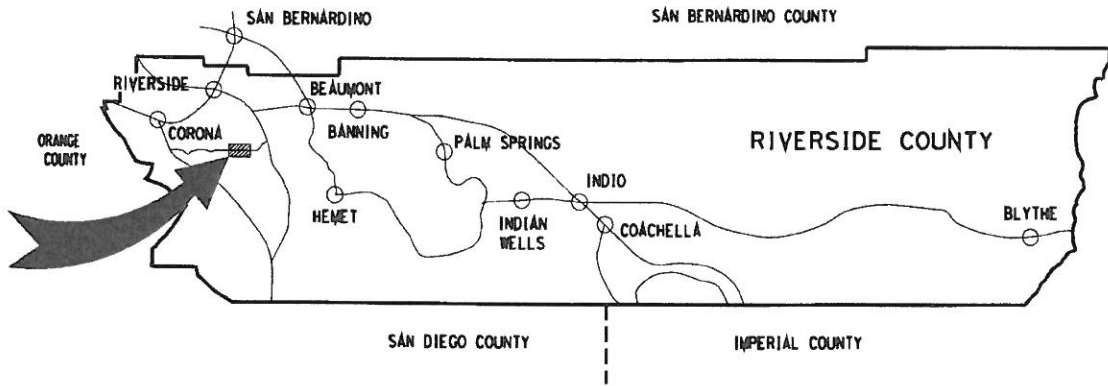 SAN BERNARDINO
SAN BERNARDINO COUNTY
RIVERSIDE
BEAUMONT
BANNING
CORONA
ORANGE
COUNTY
PALM SPRINGS
RIVERSIDE COUNTY
HEMET
INDIAN
WELLS
INDIO
COACHELLA
BLYTHE
SAN DIEGO COUNTY
IMPERIAL COUNTY